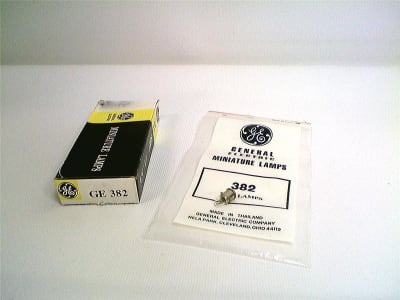 GE
MINIATURE LAMPS
GE 382
GE
GENERAL
ELECTRIC
MINIATURE LAMPS
382
LAMPS
MADE IN THAILAND
GENERAL ELECTRIC COMPANY
NELA PARK, CLEVELAND, OHIO 44112